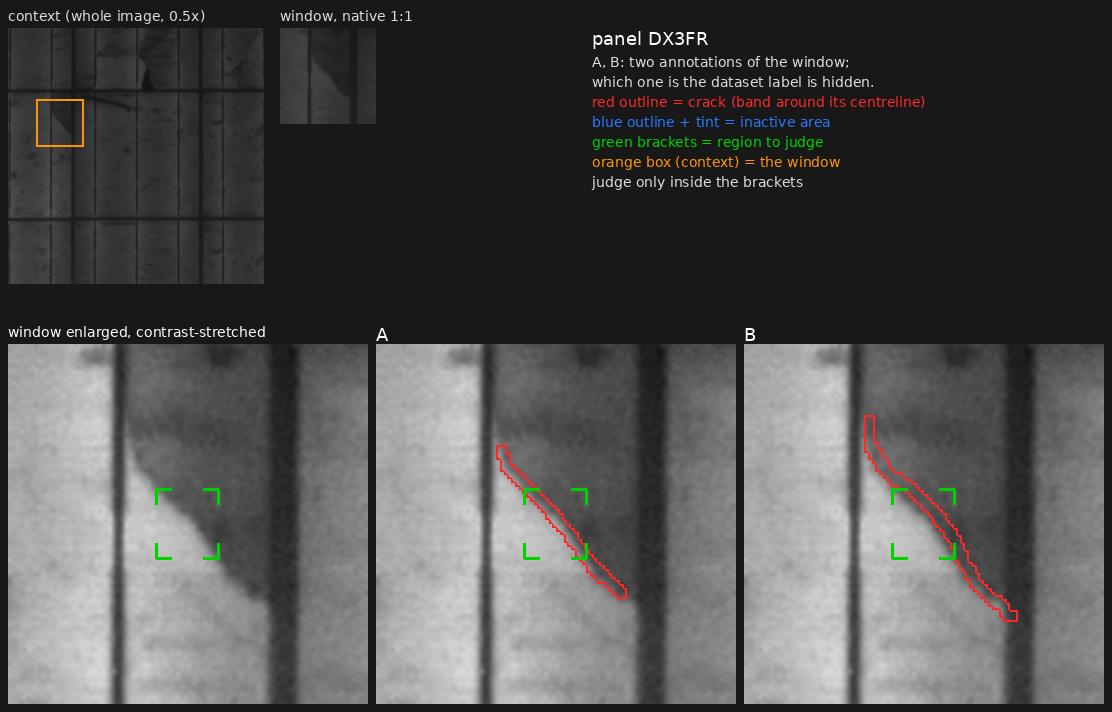 context (whole image, 0.5x)
window, native 1:1
panel DX3FR
A, B: two annotations of the window;
which one is the dataset label is hidden.
red outline = crack (band around its centreline)
blue outline + tint = inactive area
green brackets = region to judge
orange box (context) = the window
judge only inside the brackets
window enlarged, contrast-stretched
A
B